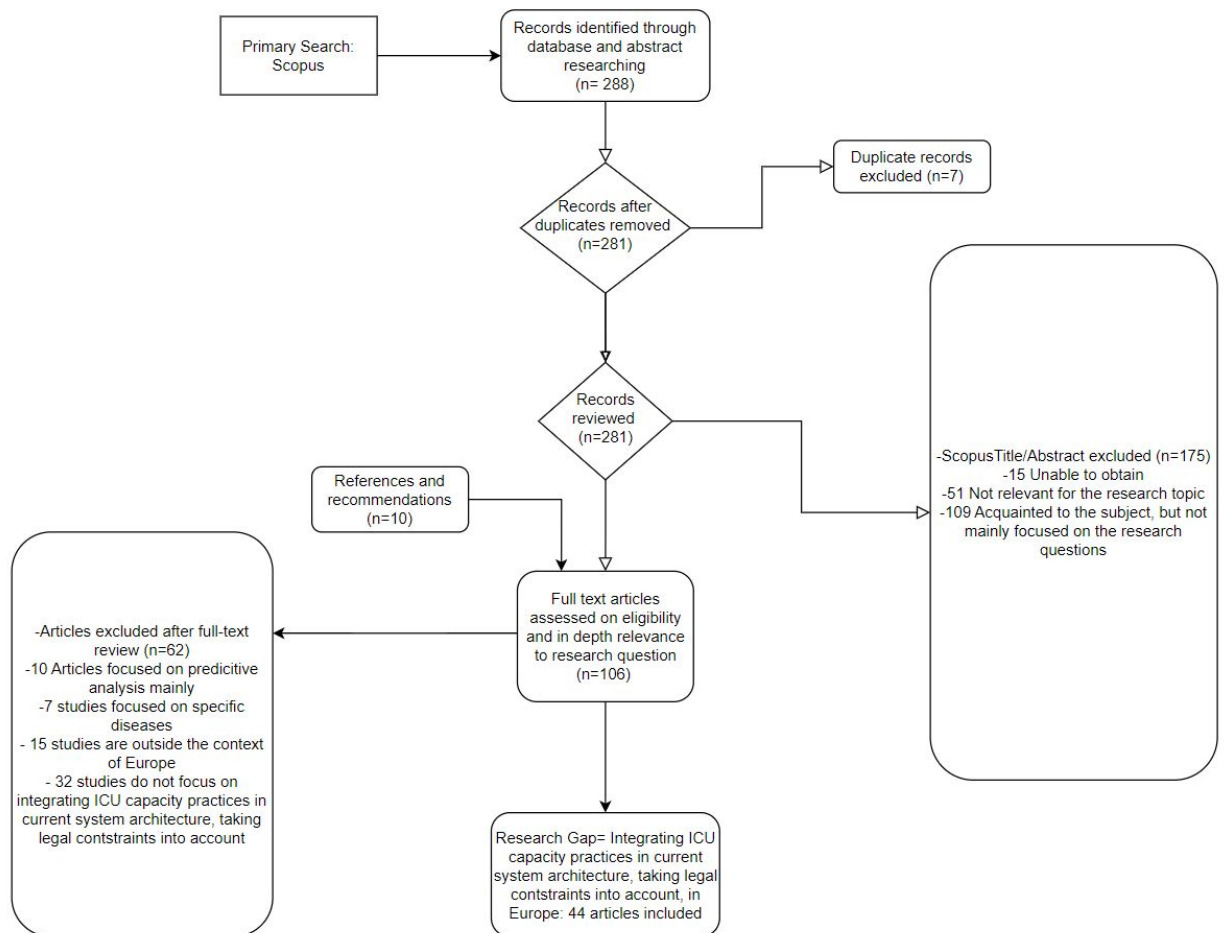 Primary Search:
Scopus
Records identified through
database and abstract
researching
(n= 288)
Duplicate records
excluded (n=7)
Records after
duplicates removed
(n=281)
Records
reviewed
(n=281)
-ScopusTitle/Abstract excluded (n=175)
-15 Unable to obtain
-51 Not relevant for the research topic
-109 Acquainted to the subject, but not
mainly focused on the research
questions
References and
recommendations
(n=10)
Full text articles
assessed on eligibility
and in depth relevance
to research question
(n=106)
-Articles excluded after full-text
review (n=62)
-10 Articles focused on predicitive
analysis mainly
-7 studies focused on specific
diseases
- 15 studies are outside the context
of Europe
- 32 studies do not focus on
integrating ICU capacity practices in
current system architecture, taking
legal contstraints into account
Research Gap= Integrating ICU
capacity practices in current
system architecture, taking legal
contstraints into account, in
Europe: 44 articles included